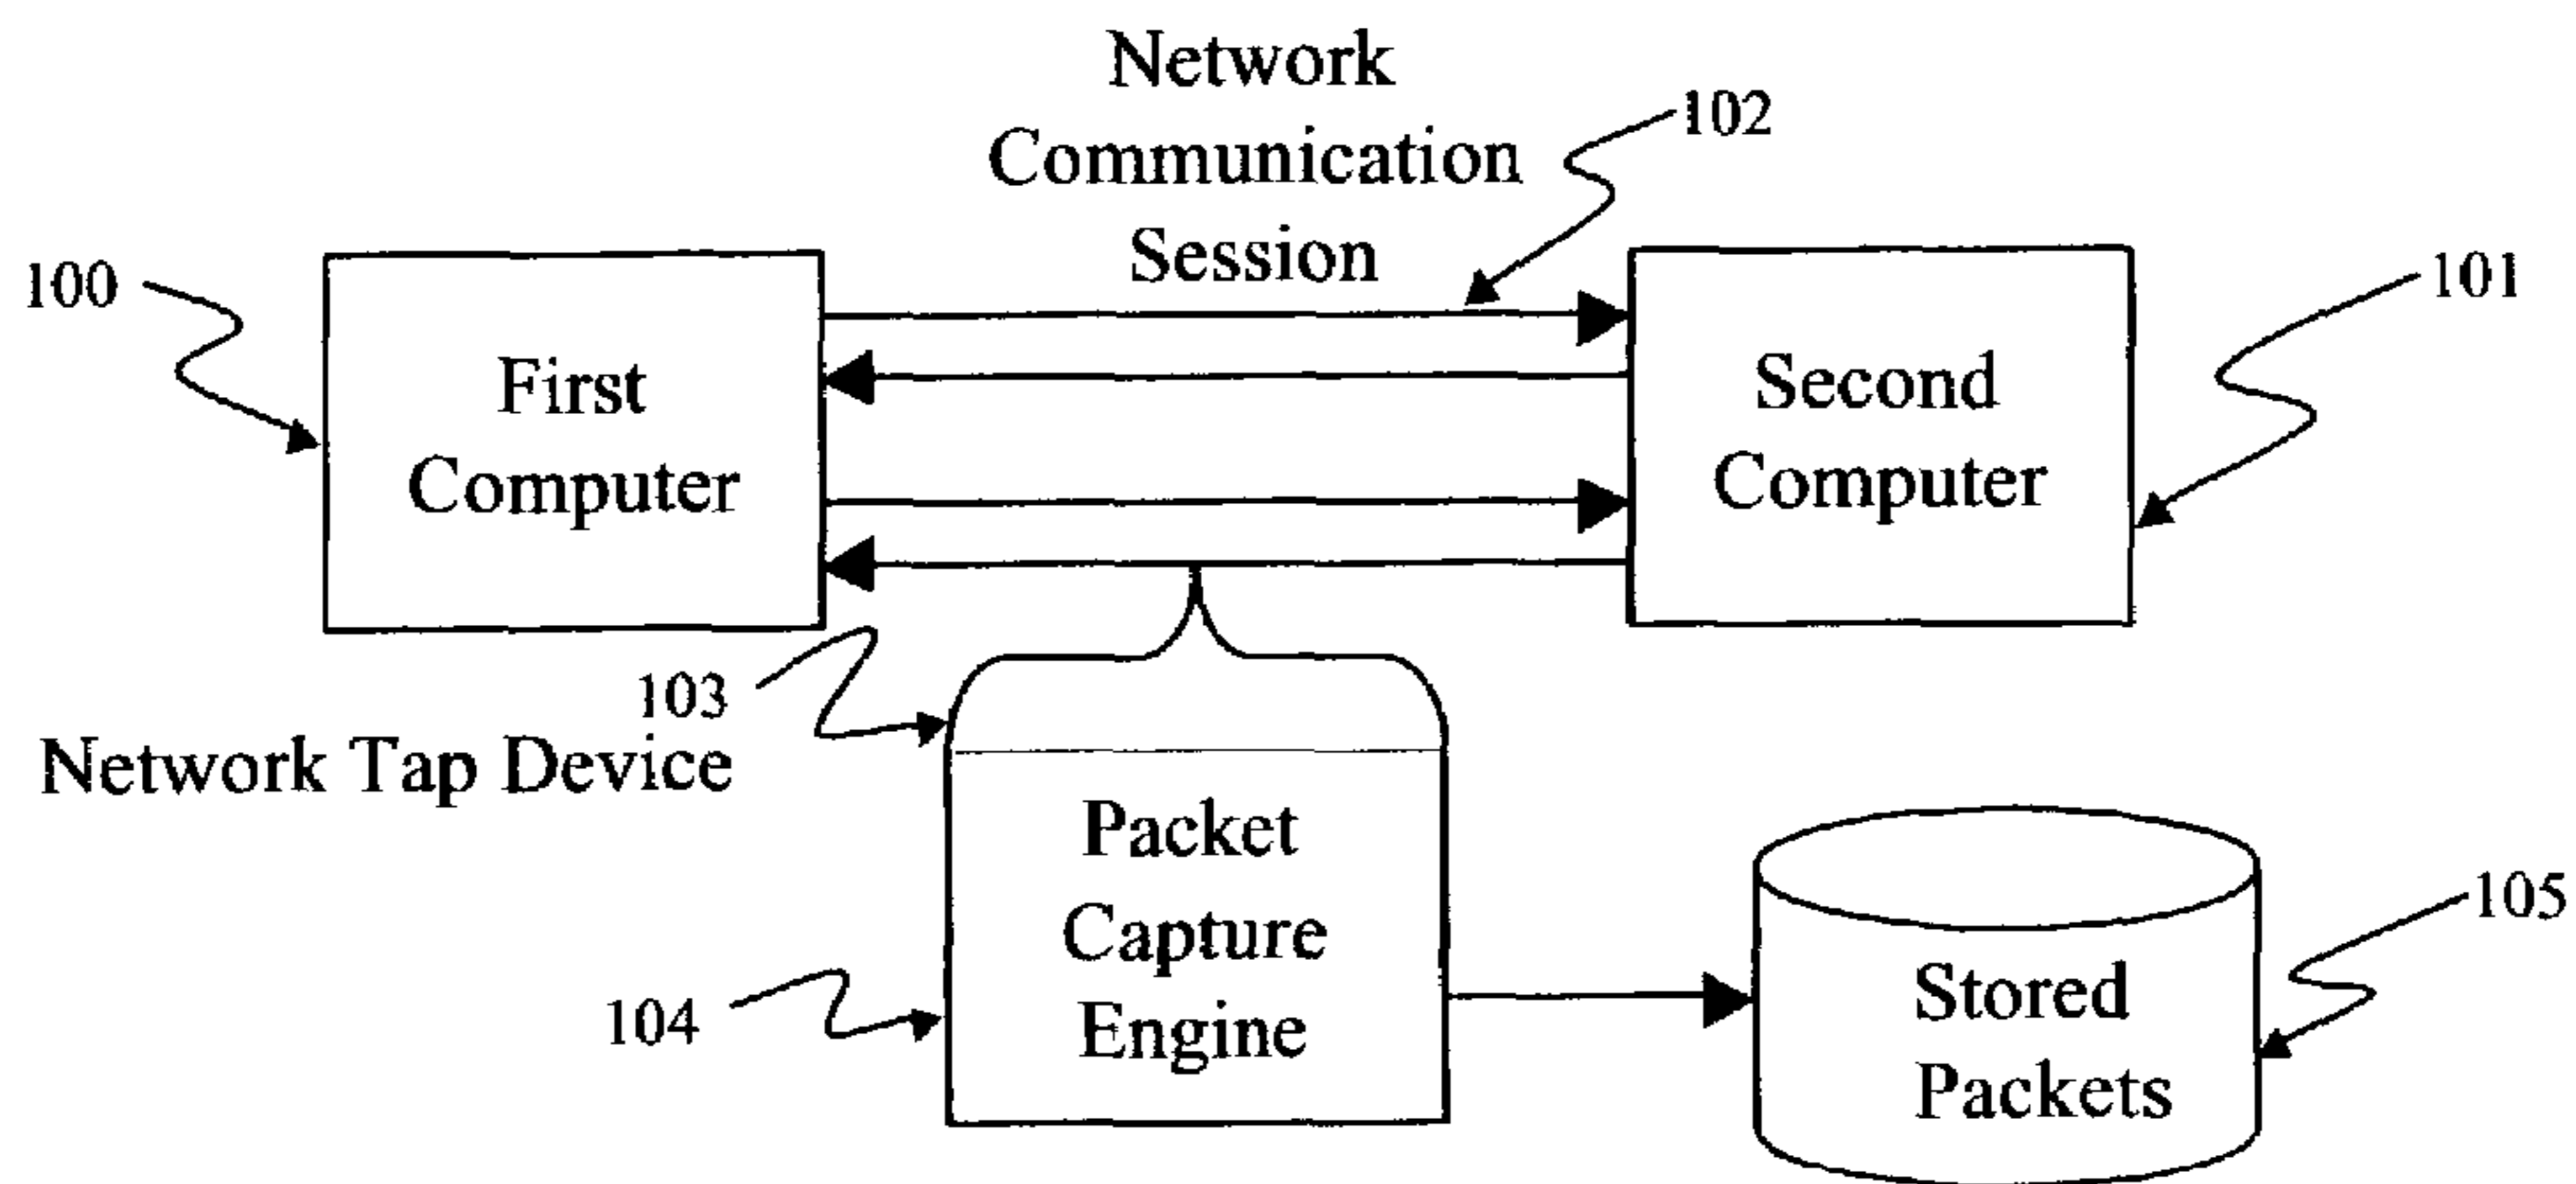 Network
Communication
Session
102
100
101
First
Computer
Second
Computer
103
Network Tap Device
Packet
Capture
Engine
104
105
Stored
Packets